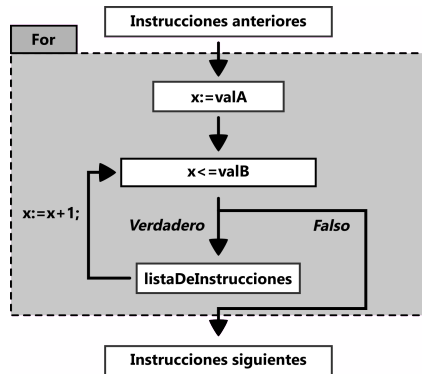 Instrucciones anteriores
For
x:=valA
x<=valB
x:=x+1;
Verdadero
Falso
listaDeInstrucciones
Instrucciones siguientes